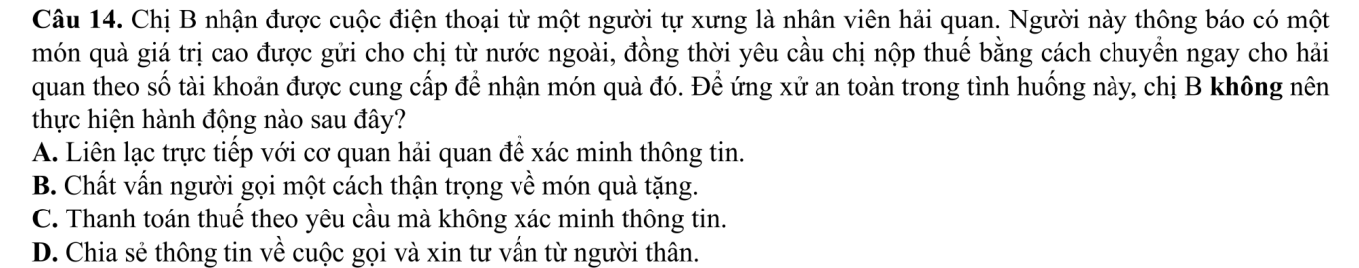 Câu 14. Chị B nhận được cuộc điện thoại từ một người tự xưng là nhân viên hải quan. Người này thông báo có một
món quà giá trị cao được gửi cho chị từ nước ngoài, đồng thời yêu cầu chị nộp thuế bằng cách chuyển ngay cho hải
quan theo số tài khoản được cung cấp để nhận món quà đó. Để ứng xử an toàn trong tình huống này, chị B không nên
thực hiện hành động nào sau đây?
A. Liên lạc trực tiếp với cơ quan hải quan để xác minh thông tin.
B. Chất vấn người gọi một cách thận trọng về món quà tặng.
C. Thanh toán thuế theo yêu cầu mà không xác minh thông tin.
D. Chia sẻ thông tin về cuộc gọi và xin tư vấn từ người thân.